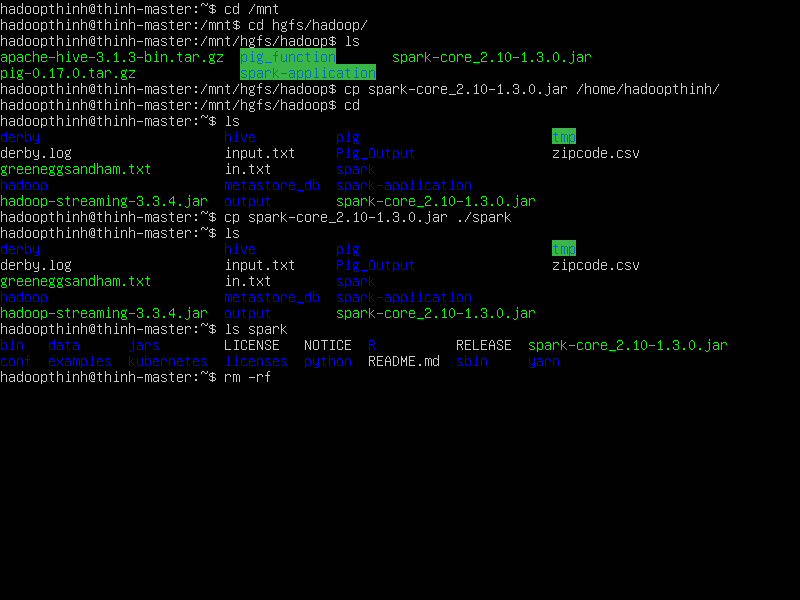 hadoopthinh@thinh-master:~$ cd /mnt
hadoopthinh@thinh-master:/mnt$ cd hgfs/hadoop/
hadoopthinh@thinh-master:/mnt/hgfs/hadoop$ ls
apache-hive-3.1.3-bin.tar.gz  pig_function       spark-core_2.10-1.3.0.jar
pig-0.17.0.tar.gz             spark-application
hadoopthinh@thinh-master:/mnt/hgfs/hadoop$ cp spark-core_2.10-1.3.0.jar /home/hadoopthinh/
hadoopthinh@thinh-master:/mnt/hgfs/hadoop$ cd
hadoopthinh@thinh-master:~$ ls
derby                       hive          pig                        tmp
derby.log                   input.txt     Pig_Output                 zipcode.csv
greeneggsandham.txt         in.txt        spark
hadoop                      metastore_db  spark-application
hadoop-streaming-3.3.4.jar  output        spark-core_2.10-1.3.0.jar
hadoopthinh@thinh-master:~$ cp spark-core_2.10-1.3.0.jar ./spark
hadoopthinh@thinh-master:~$ ls
derby                       hive          pig                        tmp
derby.log                   input.txt     Pig_Output                 zipcode.csv
greeneggsandham.txt         in.txt        spark
hadoop                      metastore_db  spark-application
hadoop-streaming-3.3.4.jar  output        spark-core_2.10-1.3.0.jar
hadoopthinh@thinh-master:~$ ls spark
bin   data      jars        LICENSE   NOTICE  R          RELEASE  spark-core_2.10-1.3.0.jar
conf  examples  kubernetes  licenses  python  README.md  sbin     yarn
hadoopthinh@thinh-master:~$ rm -rf